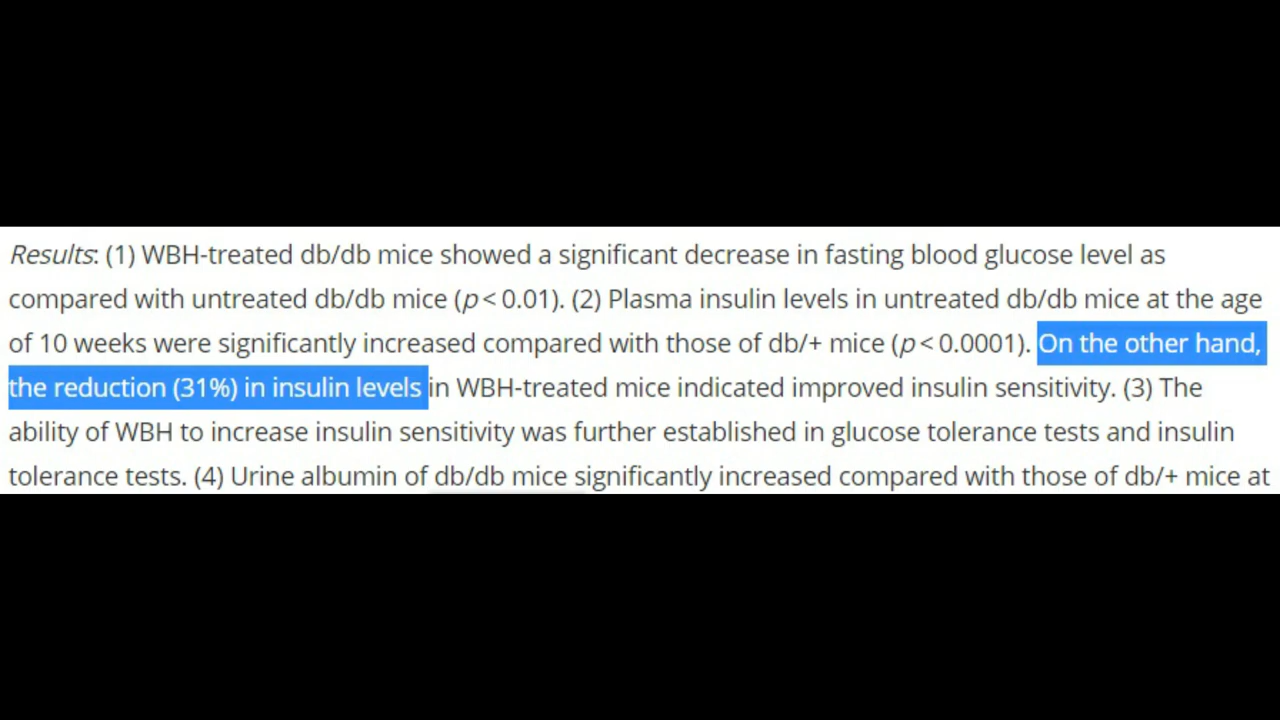 Results: (1) WBH-treated db/db mice showed a significant decrease in fasting blood glucose level as
compared with untreated db/db mice (p < 0.01). (2) Plasma insulin levels in untreated db/db mice at the age
of 10 weeks were significantly increased compared with those of db/+ mice (p < 0.0001). On the other hand,
the reduction (31%) in insulin levels in WBH-treated mice indicated improved insulin sensitivity. (3) The
ability of WBH to increase insulin sensitivity was further established in glucose tolerance tests and insulin
tolerance tests. (4) Urine albumin of db/db mice significantly increased compared with those of db/+ mice at